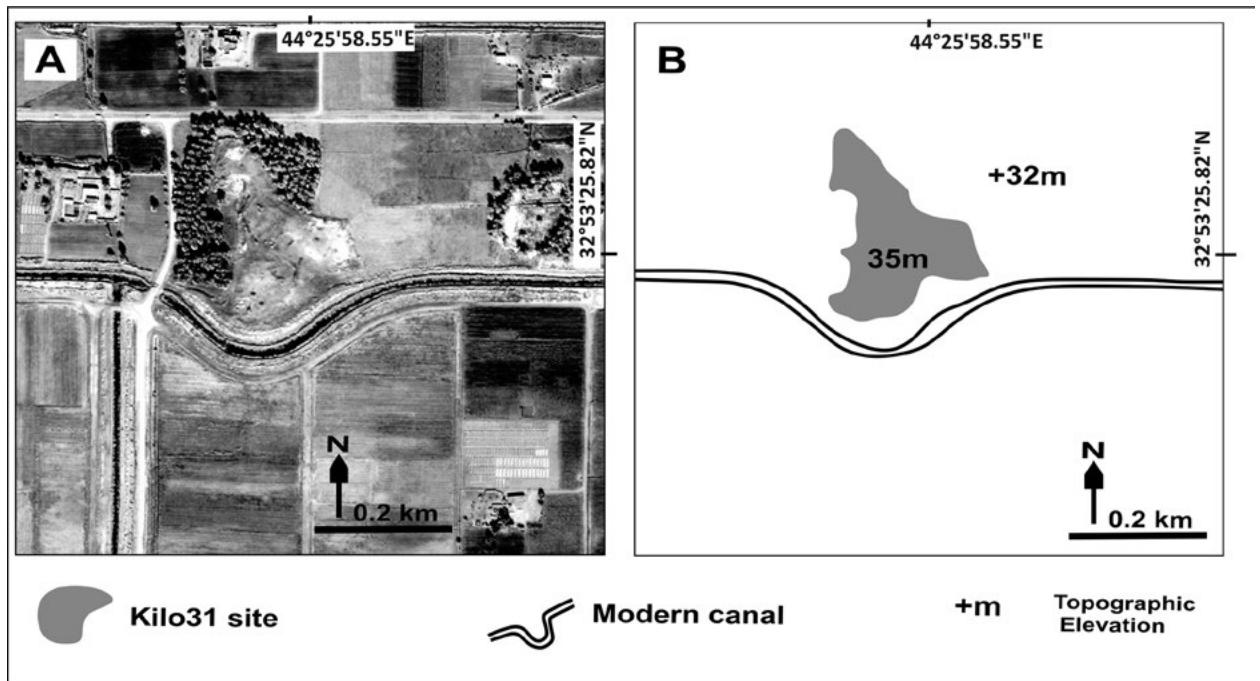 A
44°25'58.55"E
32°53'25.82"N
N
0.2 km
B
44°25'58.55"E
+32m
35m
32°53'25.82"N
N
0.2 km
Kilo31 site
Modern canal
+m
Topographic
Elevation